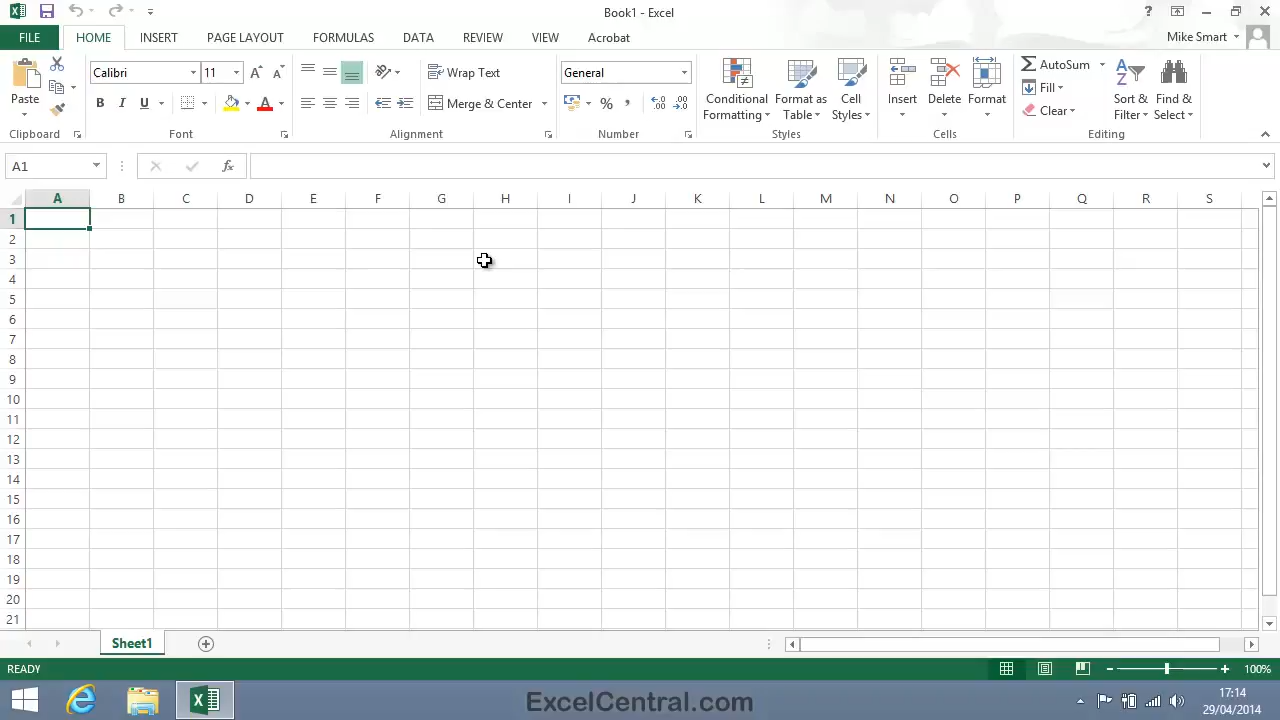 Book1 - Excel
?
FILE HOME INSERT PAGE LAYOUT FORMULAS DATA REVIEW VIEW Acrobat Mike Smart
Calibri 11 Wrap Text General AutoSum
Paste Conditional Formatting Format as Table Cell Styles Insert Delete Format Fill Sort & Filter Find & Select
B I U A Merge & Center % , Clear
Clipboard Font Alignment Number Styles Cells Editing
A1 fx
A B C D E F G H I J K L M N O P Q R S
1
2
3
4
5
6
7
8
9
10
11
12
13
14
15
16
17
18
19
20
21
Sheet1
READY 100%
ExcelCentral.com
17:14
29/04/2014